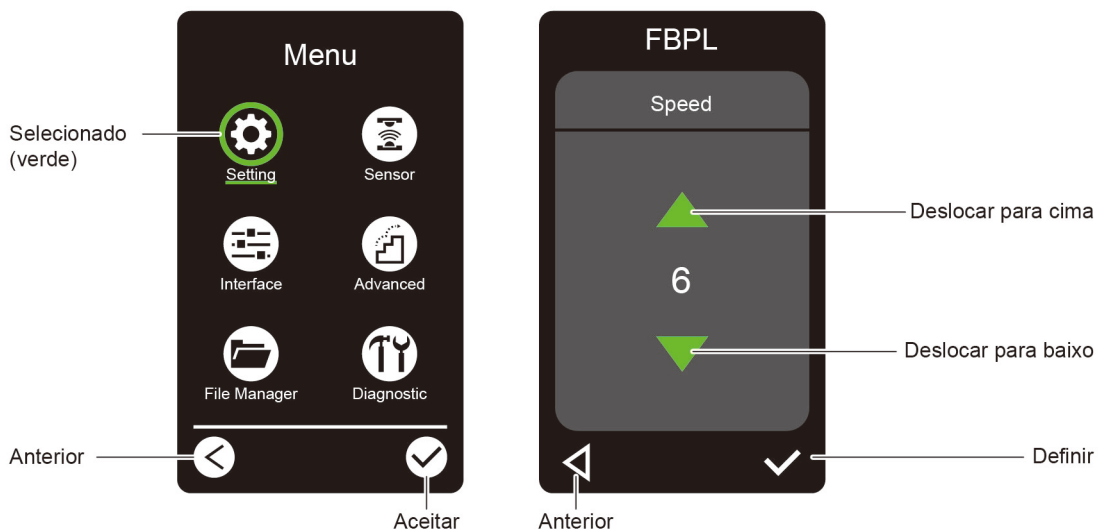 Menu
Selecionado
(verde)
Setting
Sensor
Interface
Advanced
File Manager
Diagnostic
Anterior
Aceitar
FBPL
Speed
Deslocar para cima
6
Deslocar para baixo
Definir
Anterior